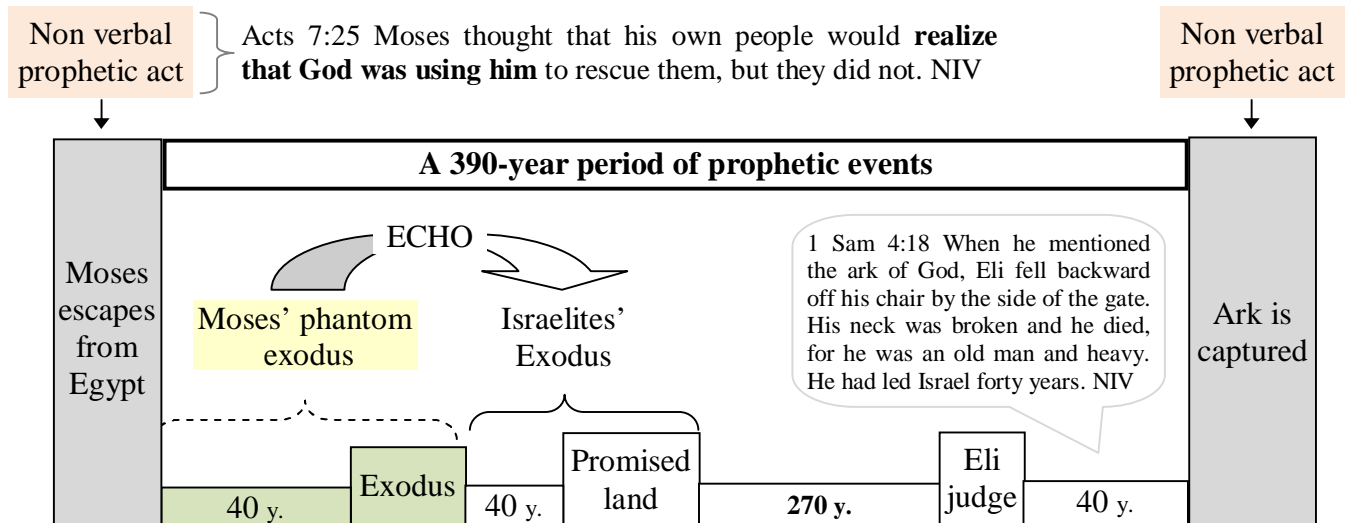 Non verbal
prophetic act
Acts 7:25 Moses thought that his own people would realize
that God was using him to rescue them, but they did not. NIV
Non verbal
prophetic act
A 390-year period of prophetic events
Moses
escapes
from
Egypt
ECHO
Moses’ phantom
exodus
Israelites’
Exodus
1 Sam 4:18 When he mentioned
the ark of God, Eli fell backward
off his chair by the side of the gate.
His neck was broken and he died,
for he was an old man and heavy.
He had led Israel forty years. NIV
Ark is
captured
40 y.
Exodus
40 y.
Promised
land
270 y.
Eli
judge
40 y.